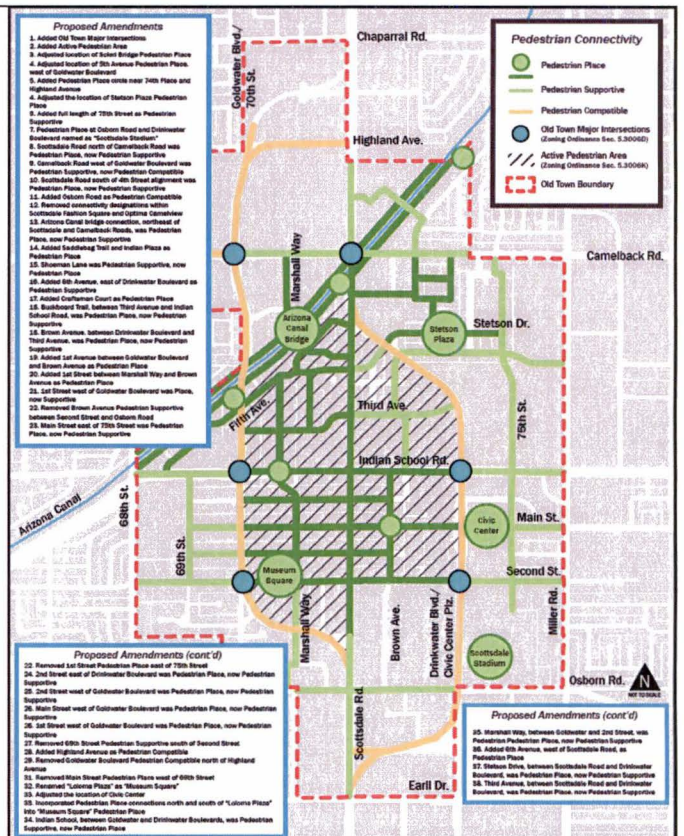 Proposed Amendments
1. Added Old Town Major Intersections
2. Added Active Pedestrian Area
3. Adjusted location of Soleri Bridge Pedestrian Place
4. Adjusted location of 5th Avenue Pedestrian Place,
west of Goldwater Boulevard
5. Added Pedestrian Place circle near 74th Place and
Highland Avenue
4. Adjusted the location of Stetson Plaza Pedestrian
Place
6. Added full length of 75th Street as Pedestrian
Supportive
7. Pedestrian Place at Osborn Road and Drinkwater
Boulevard named as "Scottsdale Stadium"
8. Scottsdale Road north of Camelback Road was
Pedestrian Place, now Pedestrian Supportive
9. Camelback Road west of Goldwater Boulevard was
Pedestrian Supportive, now Pedestrian Compatible
10. Scottsdale Road south of 4th Street alignment was
Pedestrian Place, now Pedestrian Supportive
11. Added Osborn Road as Pedestrian Compatible
12. Removed connectivity designations within
Scottsdale Fashion Square and Optima Camelview
13. Arizona Canal bridge connection, northeast of
Scottsdale and Camelback Roads, was Pedestrian
Place, now Pedestrian Supportive
14. Added Saddlebag Trail and Indian Plaza as
Pedestrian Place
15. Shoeman Lane was Pedestrian Supportive, now
Pedestrian Place
16. Added 6th Avenue, east of Drinkwater Boulevard as
Pedestrian Supportive
17. Added Craftsman Court as Pedestrian Place
18. Buckboard Trail, between Third Avenue and Indian
School Road, was Pedestrian Place, now Pedestrian
Supportive
18. Brown Avenue, between Drinkwater Boulevard and
Third Avenue, was Pedestrian Place, now Pedestrian
Supportive
19. Added 1st Avenue between Goldwater Boulevard
and Brown Avenue as Pedestrian Place
20. Added 1st Street between Marshall Way and Brown
Avenue as Pedestrian Place
21. 1st Street west of Goldwater Boulevard was Place,
now Supportive
22. Removed Brown Avenue Pedestrian Supportive
between Second Street and Osborn Road
23. Main Street east of 75th Street was Pedestrian
Place, now Pedestrian Supportive
Goldwater Blvd./
70th St.
Chaparral Rd.
Highland Ave.
Pedestrian Connectivity
Pedestrian Place
Pedestrian Supportive
Pedestrian Compatible
Old Town Major Intersections
(Zoning Ordinance Sec. 5.3006D)
Active Pedestrian Area
(Zoning Ordinance Sec. 5.3006K)
Old Town Boundary
Camelback Rd.
Marshall Way
Arizona
Canal
Bridge
Stetson
Plaza
Stetson Dr.
Fifth Ave.
Third Ave.
75th St.
Indian School Rd.
Arizona Canal
68th St.
69th St.
Main St.
Civic
Center
Second St.
Museum
Square
Marshall Way
Brown Ave.
Drinkwater Blvd./
Civic Center Plz.
Miller Rd.
Scottsdale
Stadium
Osborn Rd.
N
NOT TO SCALE
Scottsdale Rd.
Earll Dr.
Proposed Amendments (cont'd)
22. Removed 1st Street Pedestrian Place east of 75th Street
24. 2nd Street east of Drinkwater Boulevard was Pedestrian Place, now Pedestrian
Supportive
25. 2nd Street west of Goldwater Boulevard was Pedestrian Place, now Pedestrian
Supportive
26. Main Street west of Goldwater Boulevard was Pedestrian Place, now Pedestrian
Supportive
26. 1st Street west of Goldwater Boulevard was Pedestrian Place, now Pedestrian
Supportive
27. Removed 69th Street Pedestrian Supportive south of Second Street
28. Added Highland Avenue as Pedestrian Compatible
29. Removed Goldwater Boulevard Pedestrian Compatible north of Highland
Avenue
31. Removed Main Street Pedestrian Place west of 69th Street
32. Renamed "Loloma Plaza" as "Museum Square"
33. Adjusted the location of Civic Center
33. Incorporated Pedestrian Place connections north and south of "Loloma Plaza"
into "Museum Square" Pedestrian Place
34. Indian School, between Goldwater and Drinkwater Boulevards, was Pedestrian
Supportive, now Pedestrian Place
Proposed Amendments (cont'd)
35. Marshall Way, between Goldwater and 2nd Street, was
Pedestrian Pedestrian Place, now Pedestrian Supportive
36. Added 6th Avenue, west of Scottsdale Road, as
Pedestrian Place
37. Stetson Drive, between Scottsdale Road and Drinkwater
Boulevard, was Pedestrian Place, now Pedestrian Supportive
38. Third Avenue, between Scottsdale Road and Drinkwater
Boulevard, was Pedestrian Supportive, now Pedestrian Place